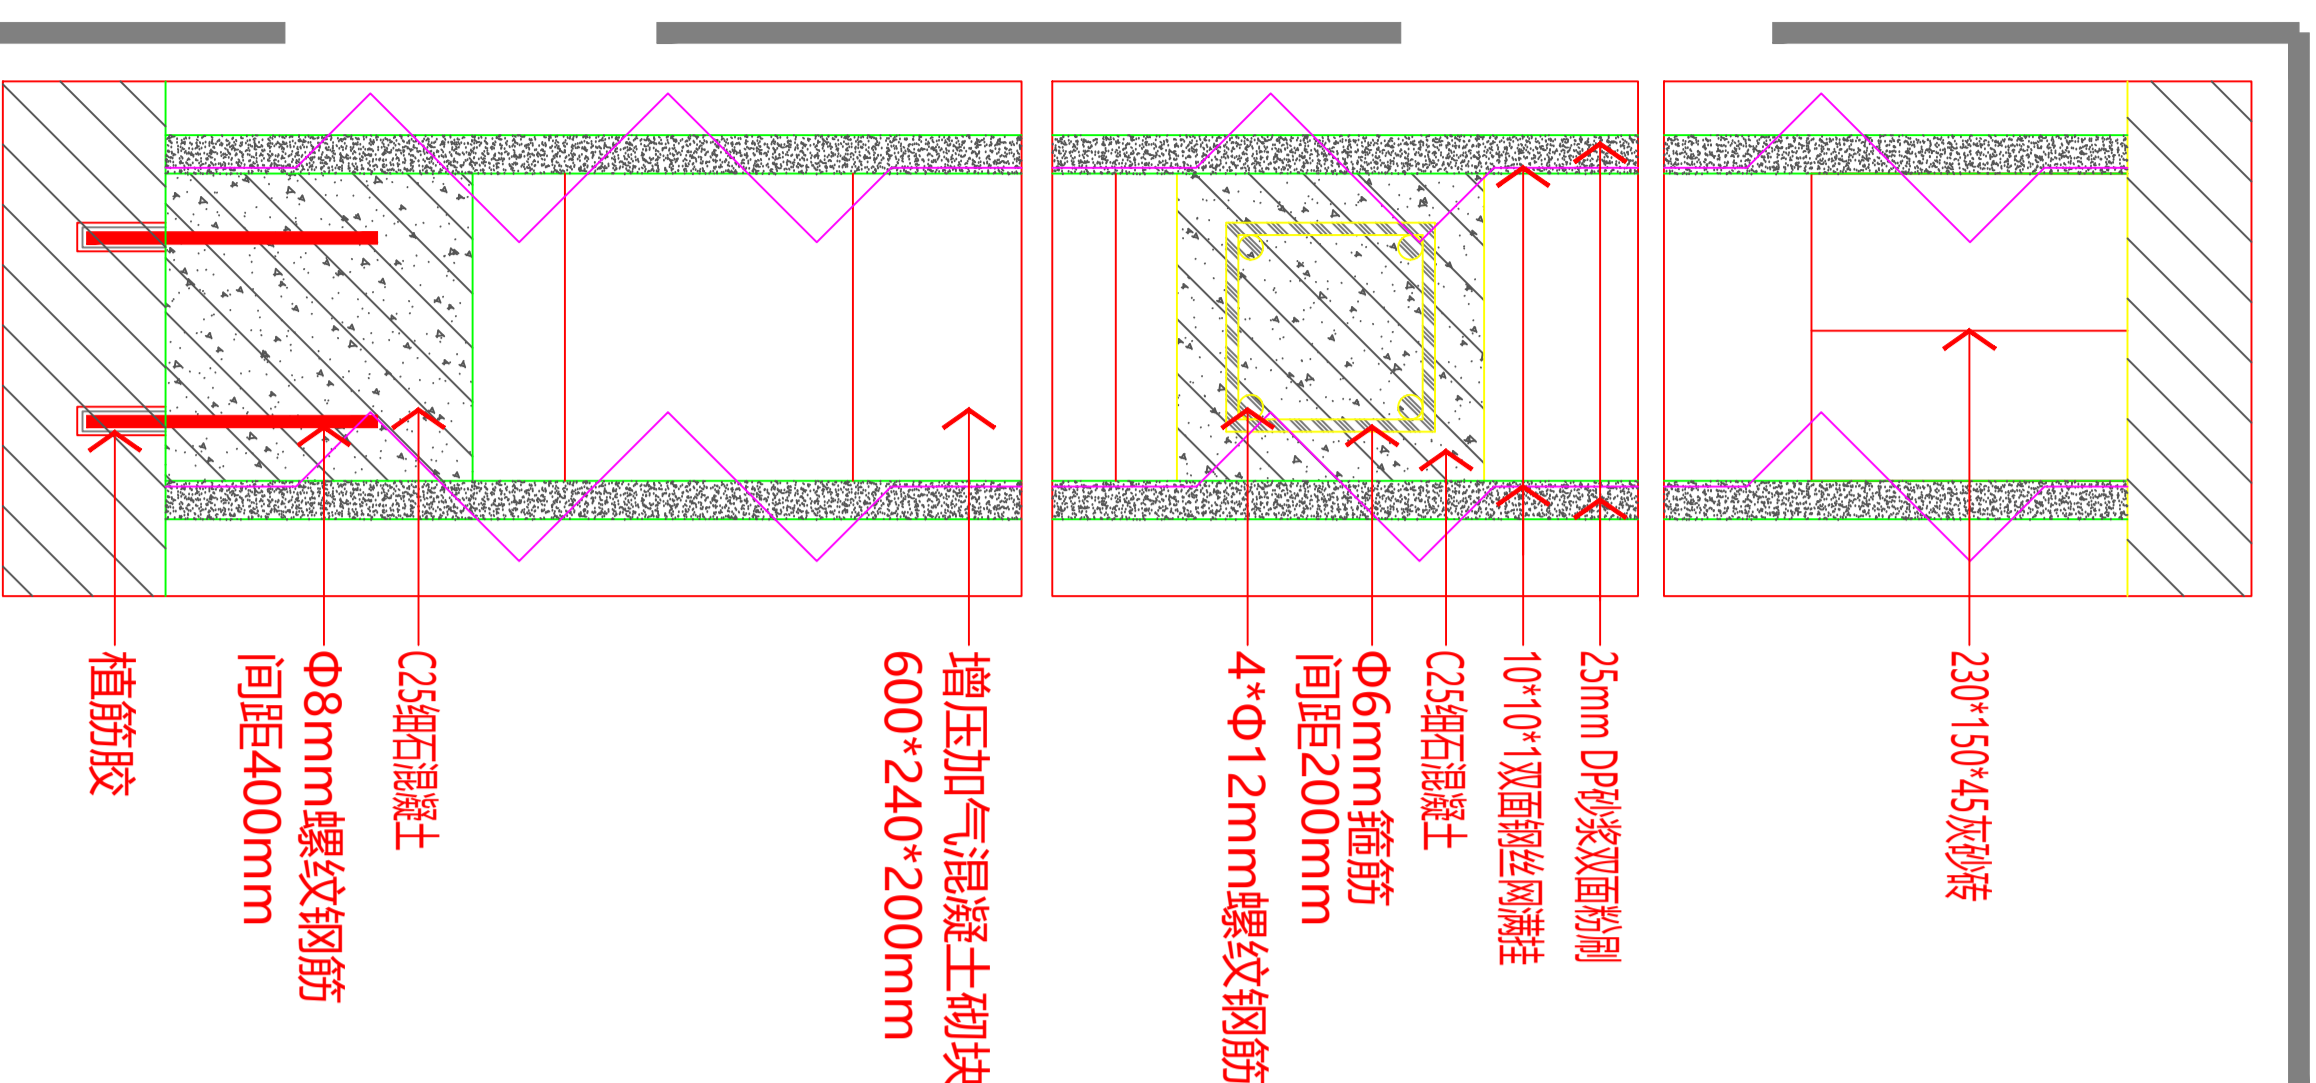 植筋胶
Φ8mm螺纹钢筋
间距400mm
C25细石混凝土
增压加气混凝土砌块
600*240*200mm
4*Φ12mm螺纹钢筋
Φ6mm箍筋
间距200mm
C25细石混凝土
10*10*1双面钢丝网满挂
25mm DP砂浆双面粉刷
230*150*45灰砂砖